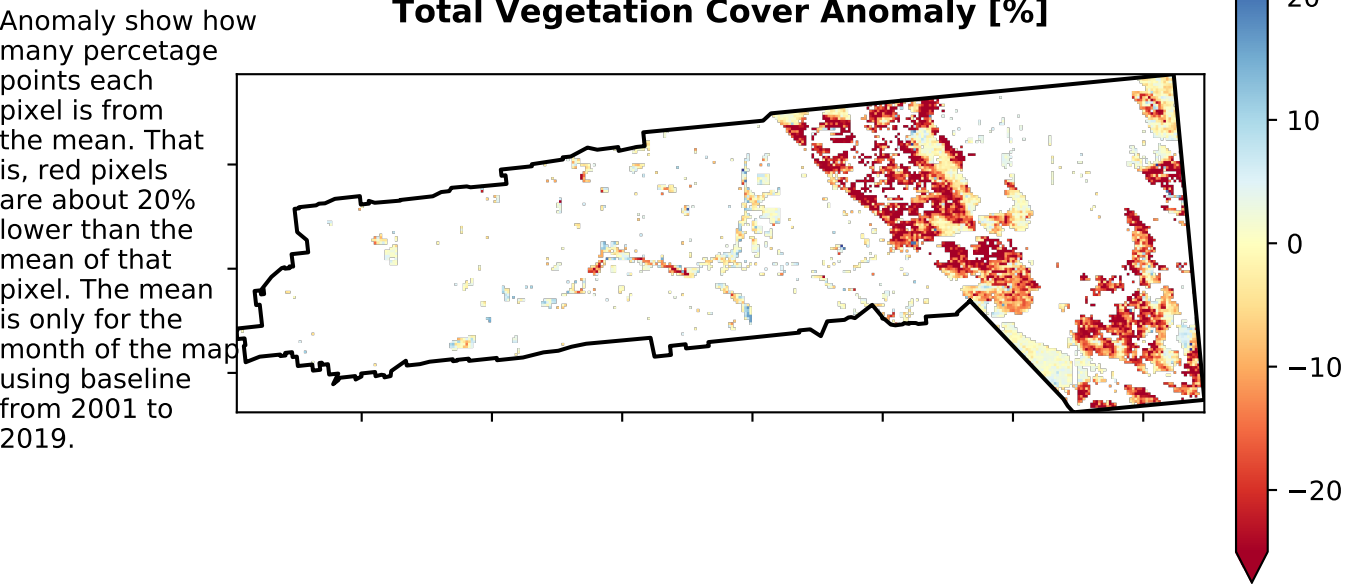 Total Vegetation Cover Anomaly [%]
Anomaly show how
many percetage
points each
pixel is from
the mean. That
is, red pixels
are about 20%
lower than the
mean of that
pixel. The mean
is only for the
month of the map
using baseline
from 2001 to
2019.
20
10
0
−10
−20